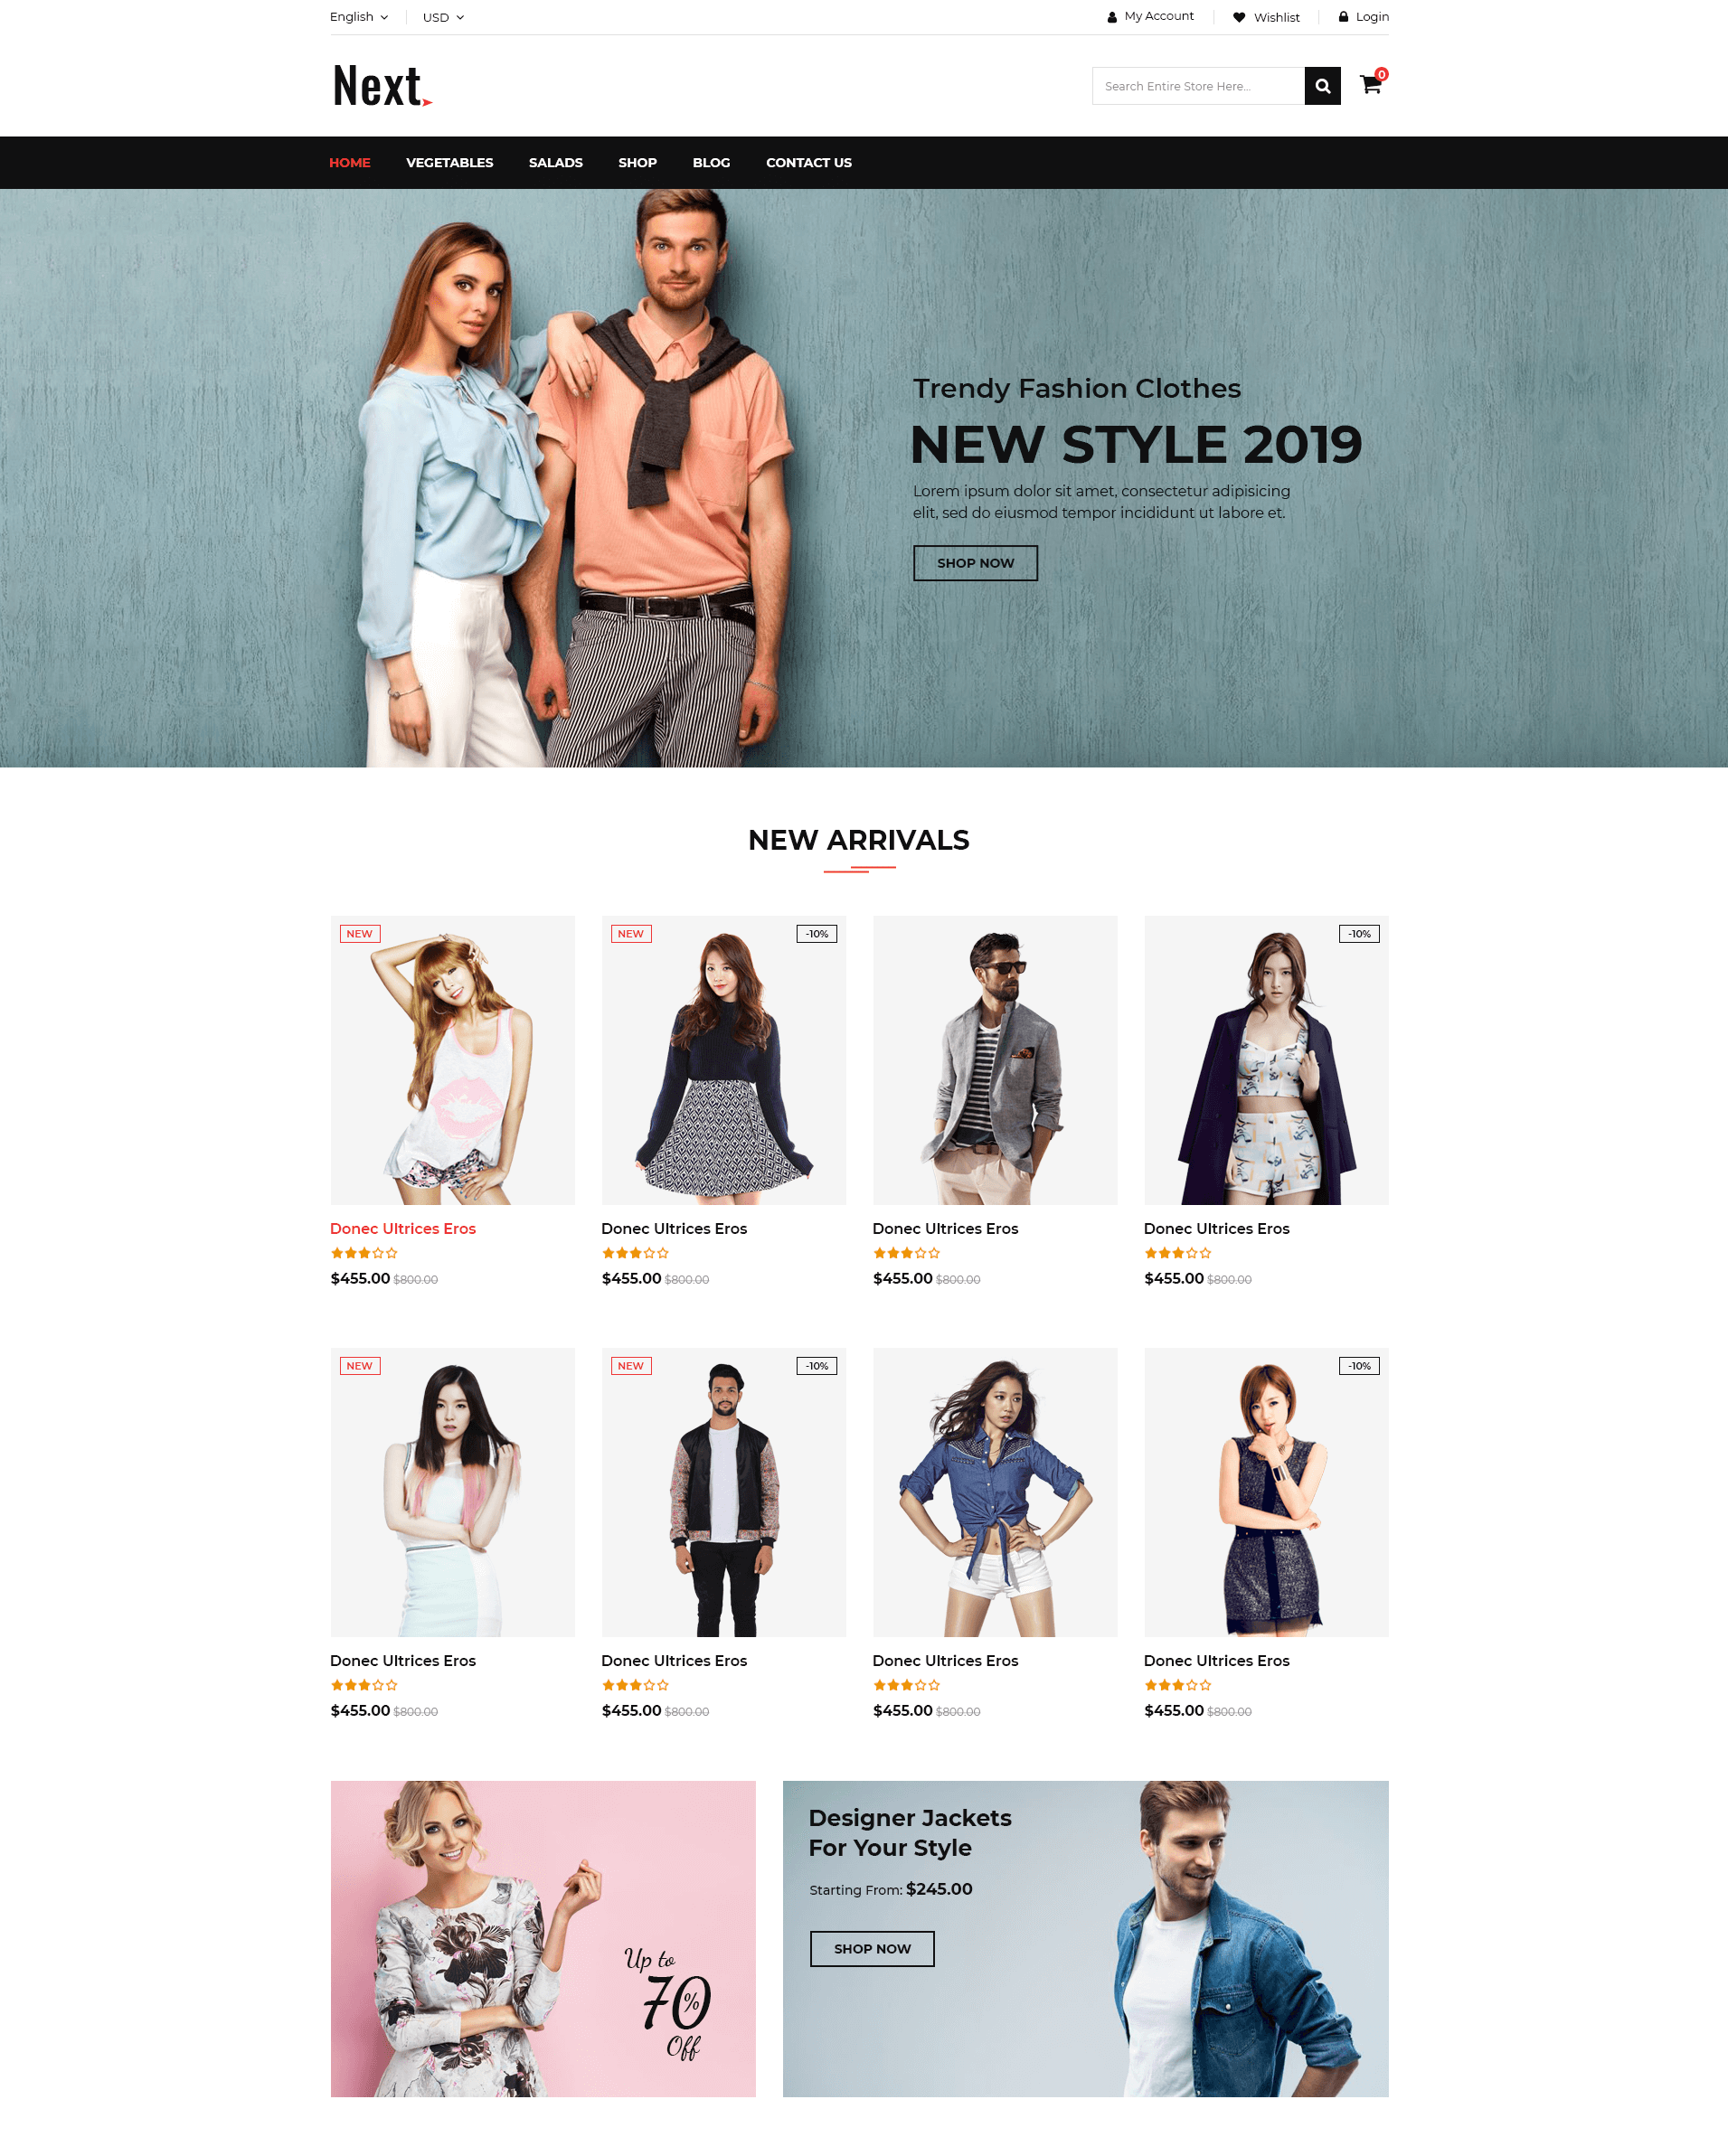 English USD My Account Wishlist Login
Next
Search Entire Store Here... 0
HOME VEGETABLES SALADS SHOP BLOG CONTACT US
Trendy Fashion Clothes
NEW STYLE 2019
Lorem ipsum dolor sit amet, consectetur adipisicing
elit, sed do eiusmod tempor incididunt ut labore et.
SHOP NOW
NEW ARRIVALS
NEW NEW -10% -10%
Donec Ultrices Eros Donec Ultrices Eros Donec Ultrices Eros Donec Ultrices Eros
$455.00 $800.00 $455.00 $800.00 $455.00 $800.00 $455.00 $800.00
NEW NEW -10% -10%
Donec Ultrices Eros Donec Ultrices Eros Donec Ultrices Eros Donec Ultrices Eros
$455.00 $800.00 $455.00 $800.00 $455.00 $800.00 $455.00 $800.00
Up to
70%
Off
Designer Jackets
For Your Style
Starting From: $245.00
SHOP NOW